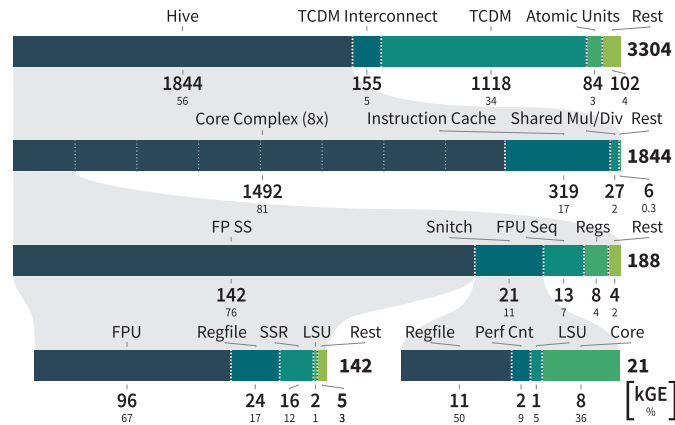 Hive TCDM Interconnect TCDM Atomic Units Rest
3304
1844 155 1118 84 102
56 5 34 3 4
Core Complex (8x) Instruction Cache Shared Mul/Div Rest
1844
1492 319 27 6
81 17 2 0.3
FP SS Snitch FPU Seq Regs Rest
188
142 21 13 8 4
76 11 7 4 2
FPU Regfile SSR LSU Rest
142
96 24 16 2 5
67 17 12 1 3
Regfile Perf Cnt LSU Core
21
11 2 1 8
50 9 5 36
[kGE]
%